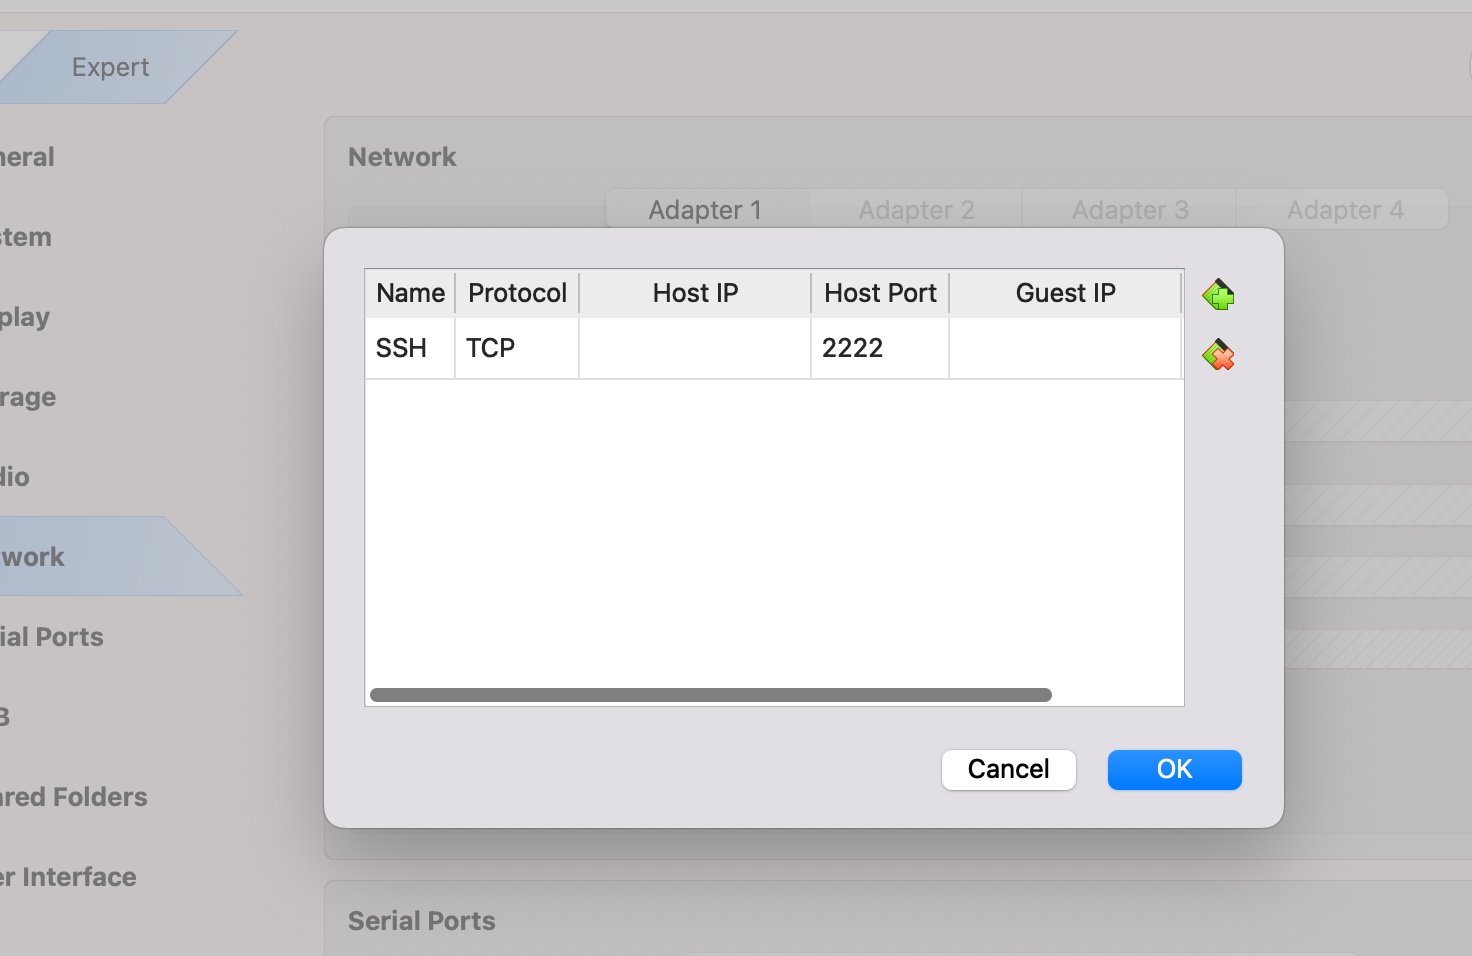 Expert
neral
Network
Adapter 1 Adapter 2 Adapter 3 Adapter 4
stem
Name Protocol Host IP Host Port Guest IP
play
SSH TCP 2222
rage
dio
work
ial Ports
B
ared Folders
Cancel OK
er Interface
Serial Ports